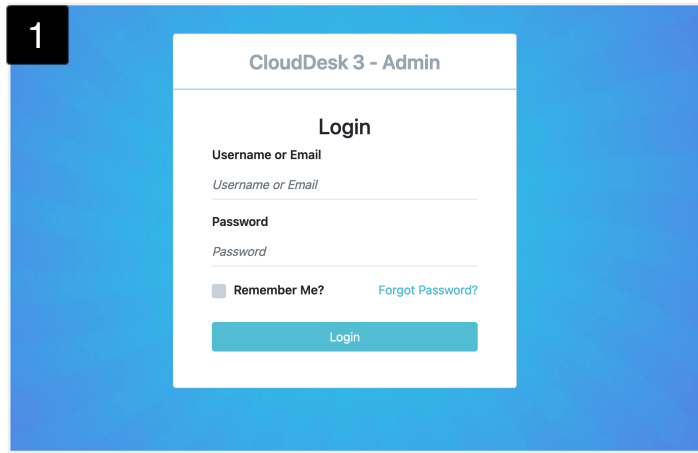 1
CloudDesk 3 - Admin
Login
Username or Email
Username or Email
Password
Password
Remember Me? Forgot Password?
Login